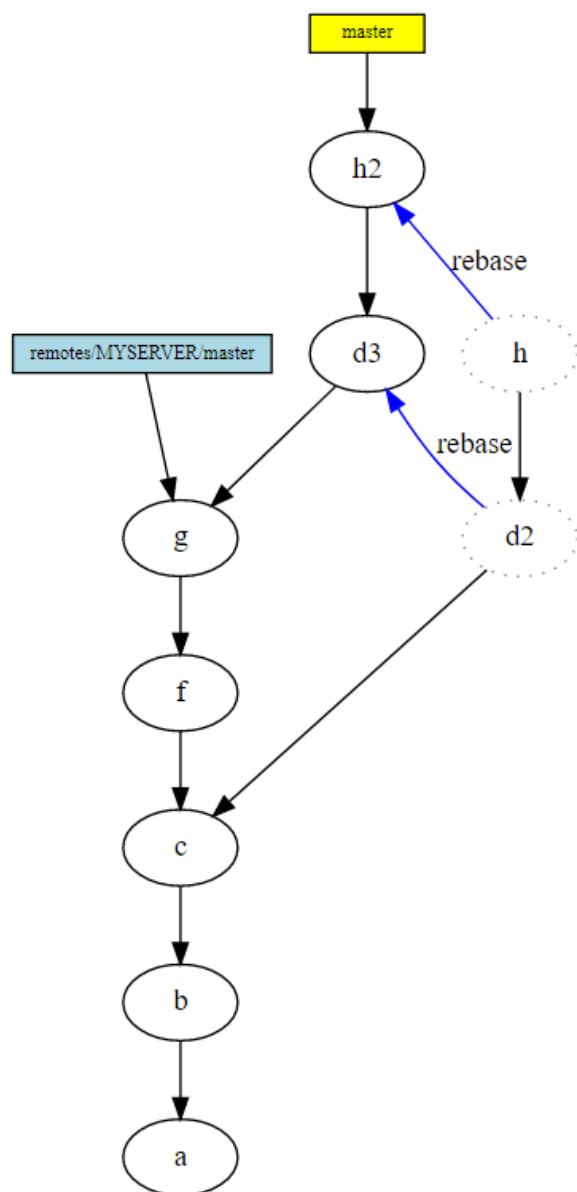 master
h2
rebase
remotes/MYSERVER/master
d3
h
rebase
g
d2
f
c
b
a